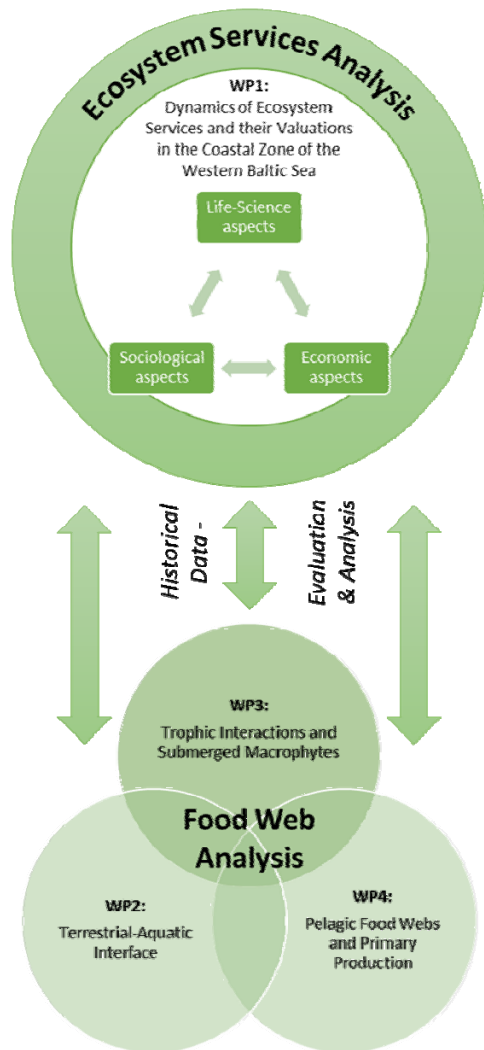 Ecosystem Services Analysis
WP1:
Dynamics of Ecosystem
Services and their Valuations
in the Coastal Zone of the
Western Baltic Sea
Life-Science
aspects
Sociological
aspects
Economic
aspects
Historical
Data -
Evaluation
& Analysis
WP3:
Trophic Interactions and
Submerged Macrophytes
Food Web
Analysis
WP2:
Terrestrial-Aquatic
Interface
WP4:
Pelagic Food Webs
and Primary
Production